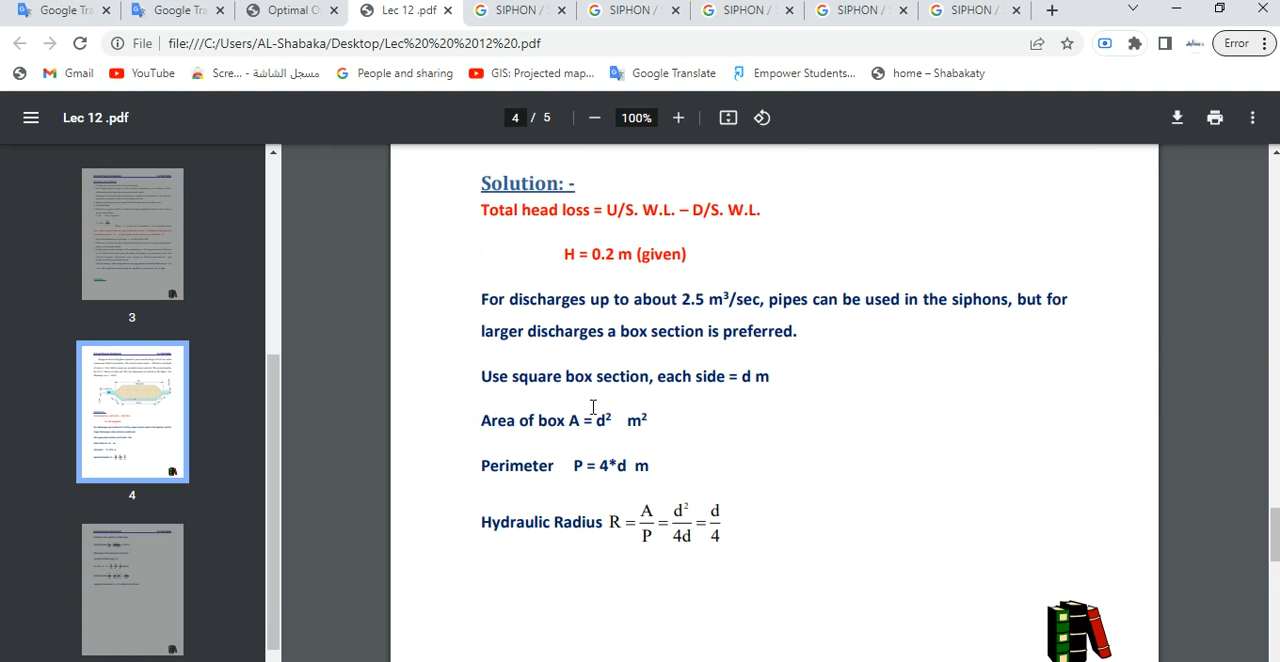 Google Tra
Google Tra
Optimal O
Lec 12 .pdf
SIPHON /
SIPHON /
SIPHON /
SIPHON /
SIPHON /
File
file:///C:/Users/AL-Shabaka/Desktop/Lec%20%20%2012%20.pdf
Error
Gmail
YouTube
Scre... - مسجل الشاشة
People and sharing
GIS: Projected map...
Google Translate
Empower Students...
home – Shabakaty
Lec 12 .pdf
4 / 5
100%
3
4
Solution: -
Total head loss = U/S. W.L. – D/S. W.L.
H = 0.2 m (given)
For discharges up to about 2.5 m³/sec, pipes can be used in the siphons, but for
larger discharges a box section is preferred.
Use square box section, each side = d m
Area of box A = d² m²
Perimeter P = 4*d m
Hydraulic Radius R = A/P = d²/4d = d/4